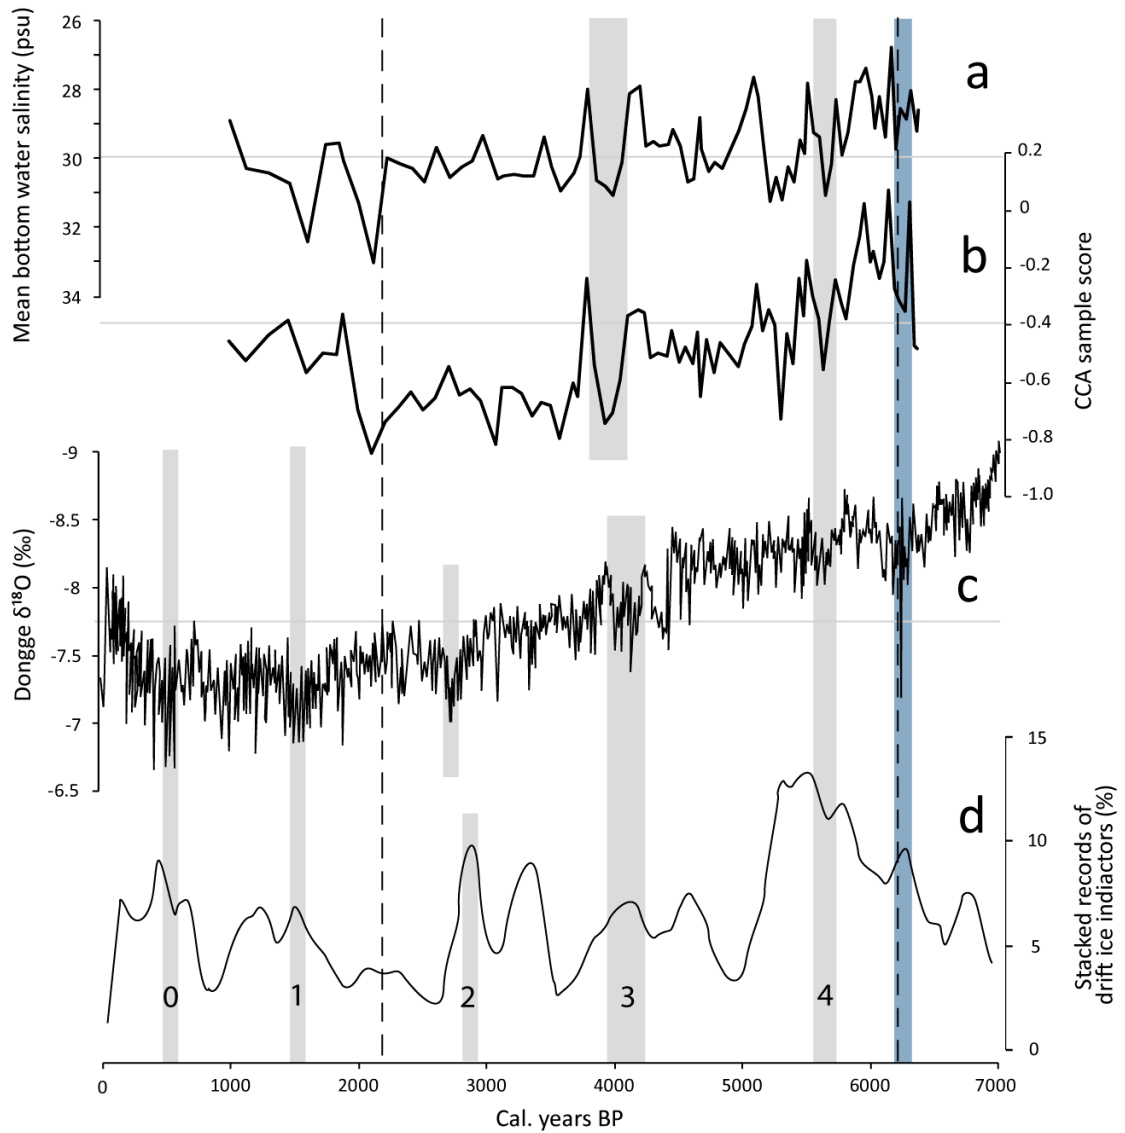 Mean bottom water salinity (psu)
26
28
30
32
34
a
0.2
0
-0.2
-0.4
-0.6
-0.8
-1.0
CCA sample score
b
Dongge δ¹⁸O (‰)
-9
-8.5
-8
-7.5
-7
-6.5
c
15
10
5
0
Stacked records of
drift ice indiactors (%)
d
0 1 2 3 4
0 1000 2000 3000 4000 5000 6000 7000
Cal. years BP